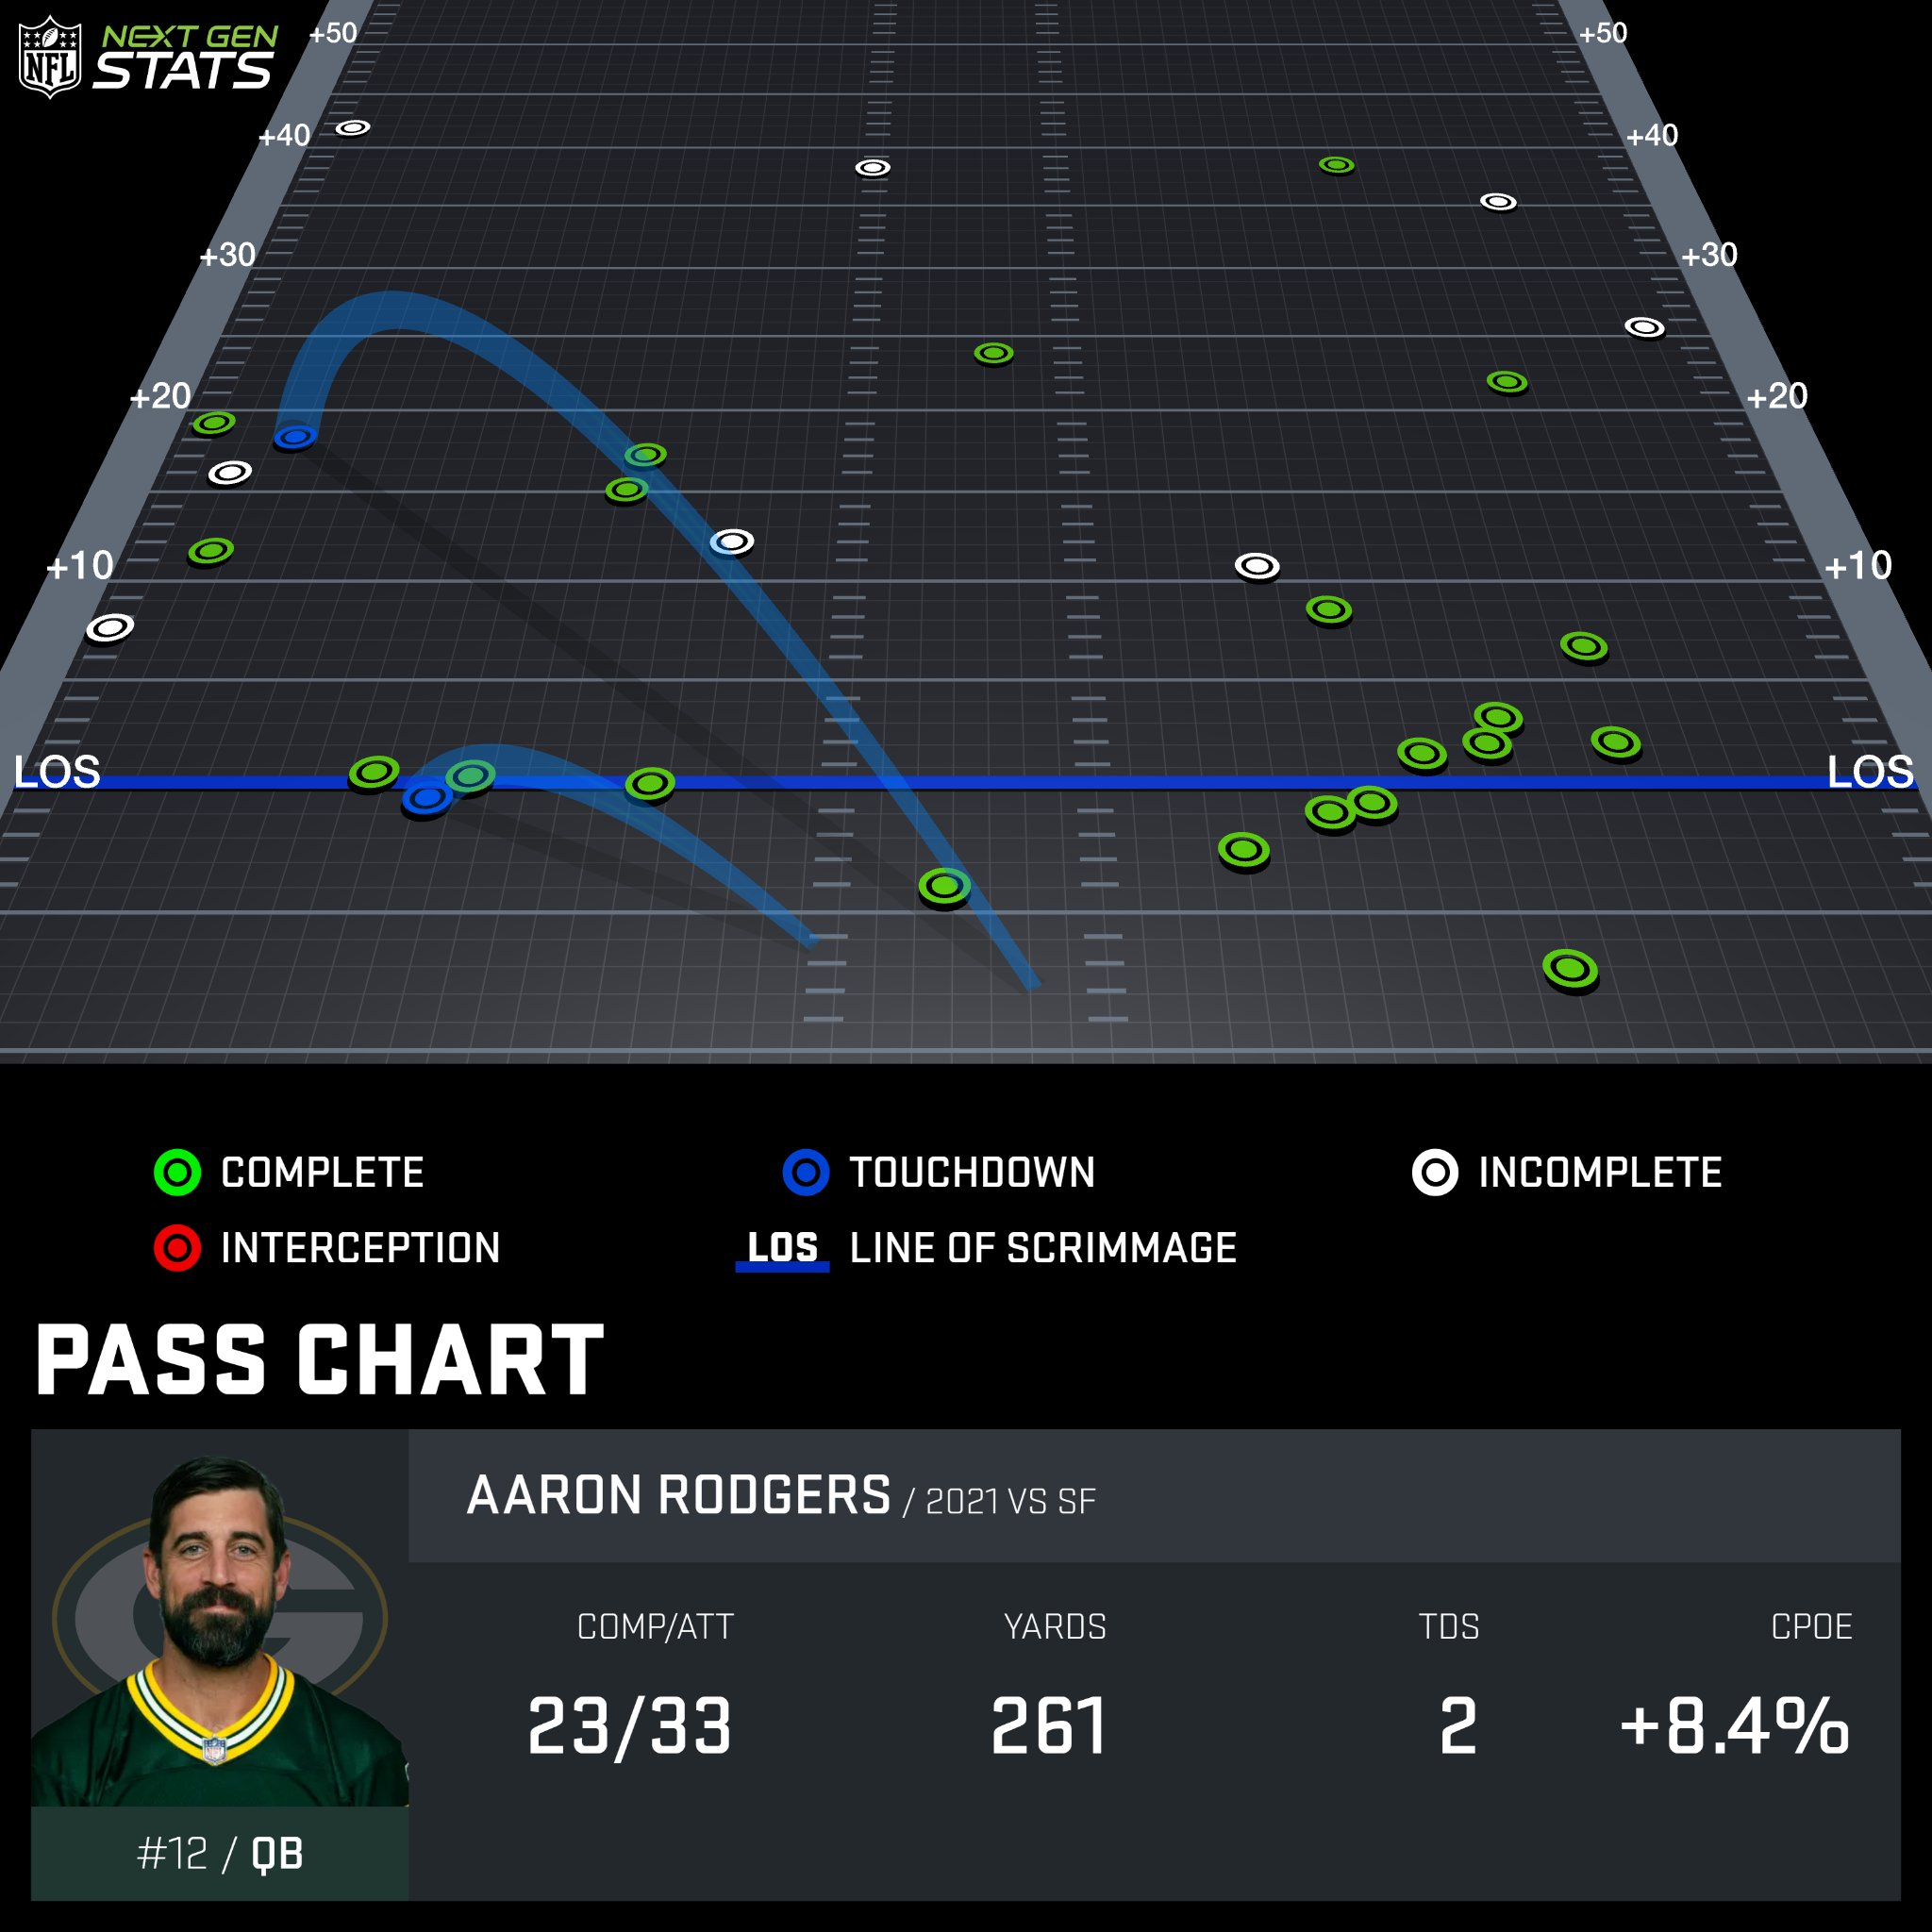 NFL NEXT GEN STATS
+50 +50
+40 +40
+30 +30
+20 +20
+10 +10
LOS LOS
COMPLETE TOUCHDOWN INCOMPLETE
INTERCEPTION LOS LINE OF SCRIMMAGE
PASS CHART
AARON RODGERS / 2021 VS SF
COMP/ATT YARDS TDS CPOE
23/33 261 2 +8.4%
#12 / QB